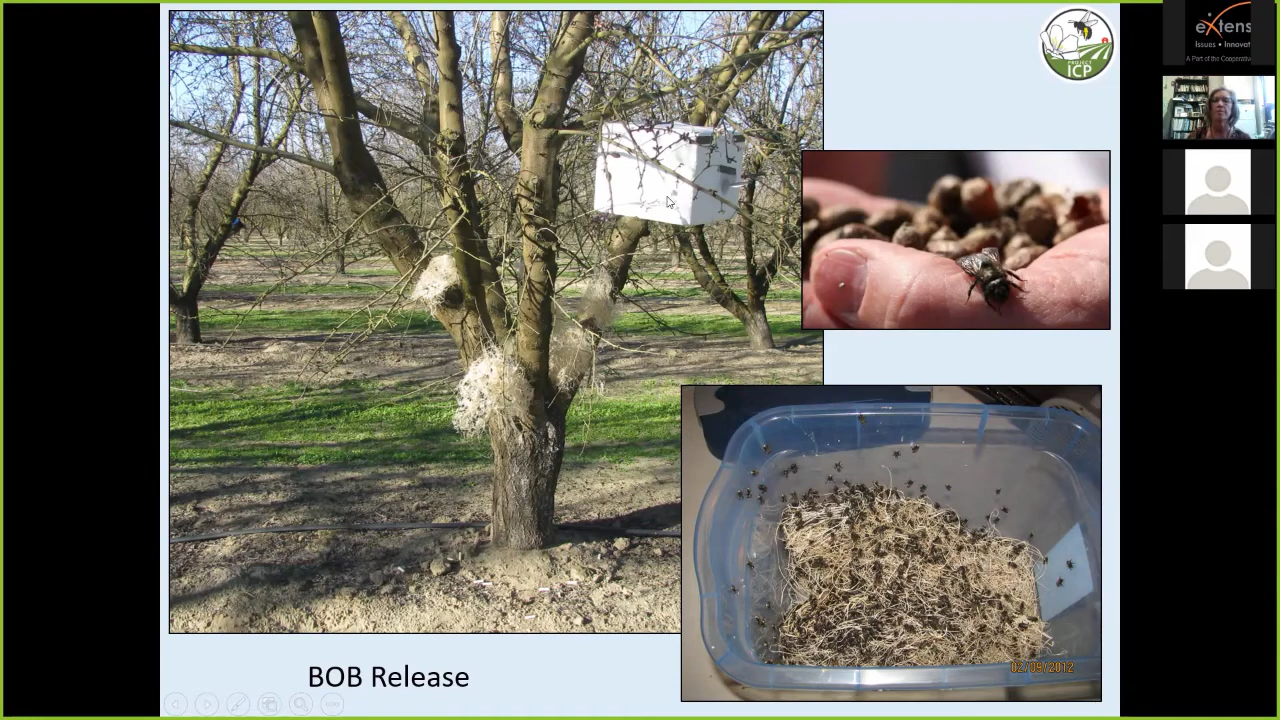 PROJECT
ICP
eXtens
Issues • Innovat
A Part of the Cooperativ
02/09/2012
BOB Release